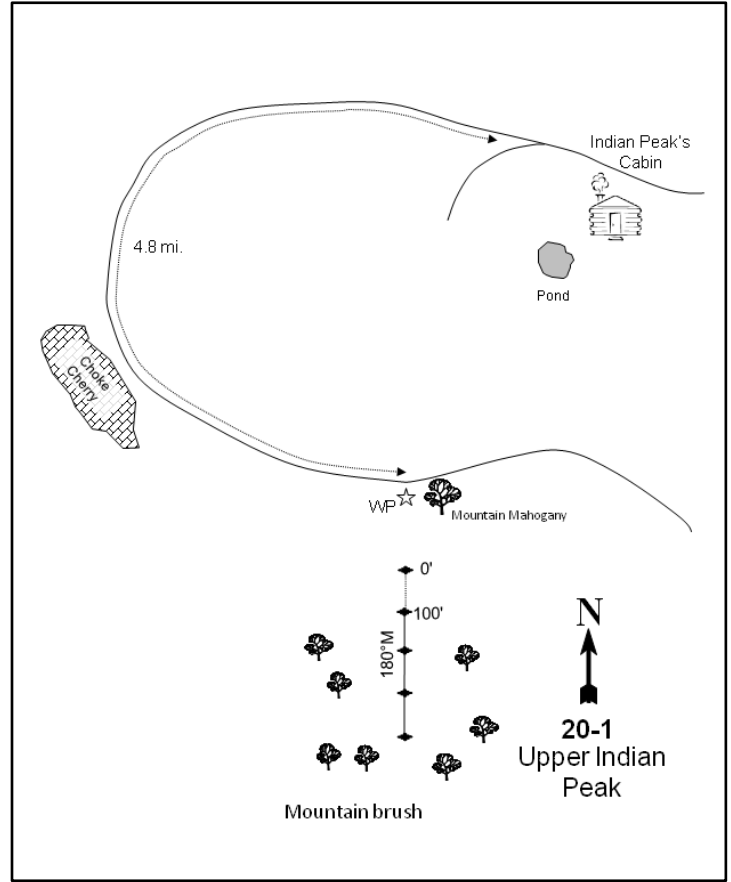 Indian Peak's
Cabin
4.8 mi.
Pond
Choke
Cherry
WP
Mountain Mahogany
0'
100'
180°M
N
20-1
Upper Indian
Peak
Mountain brush